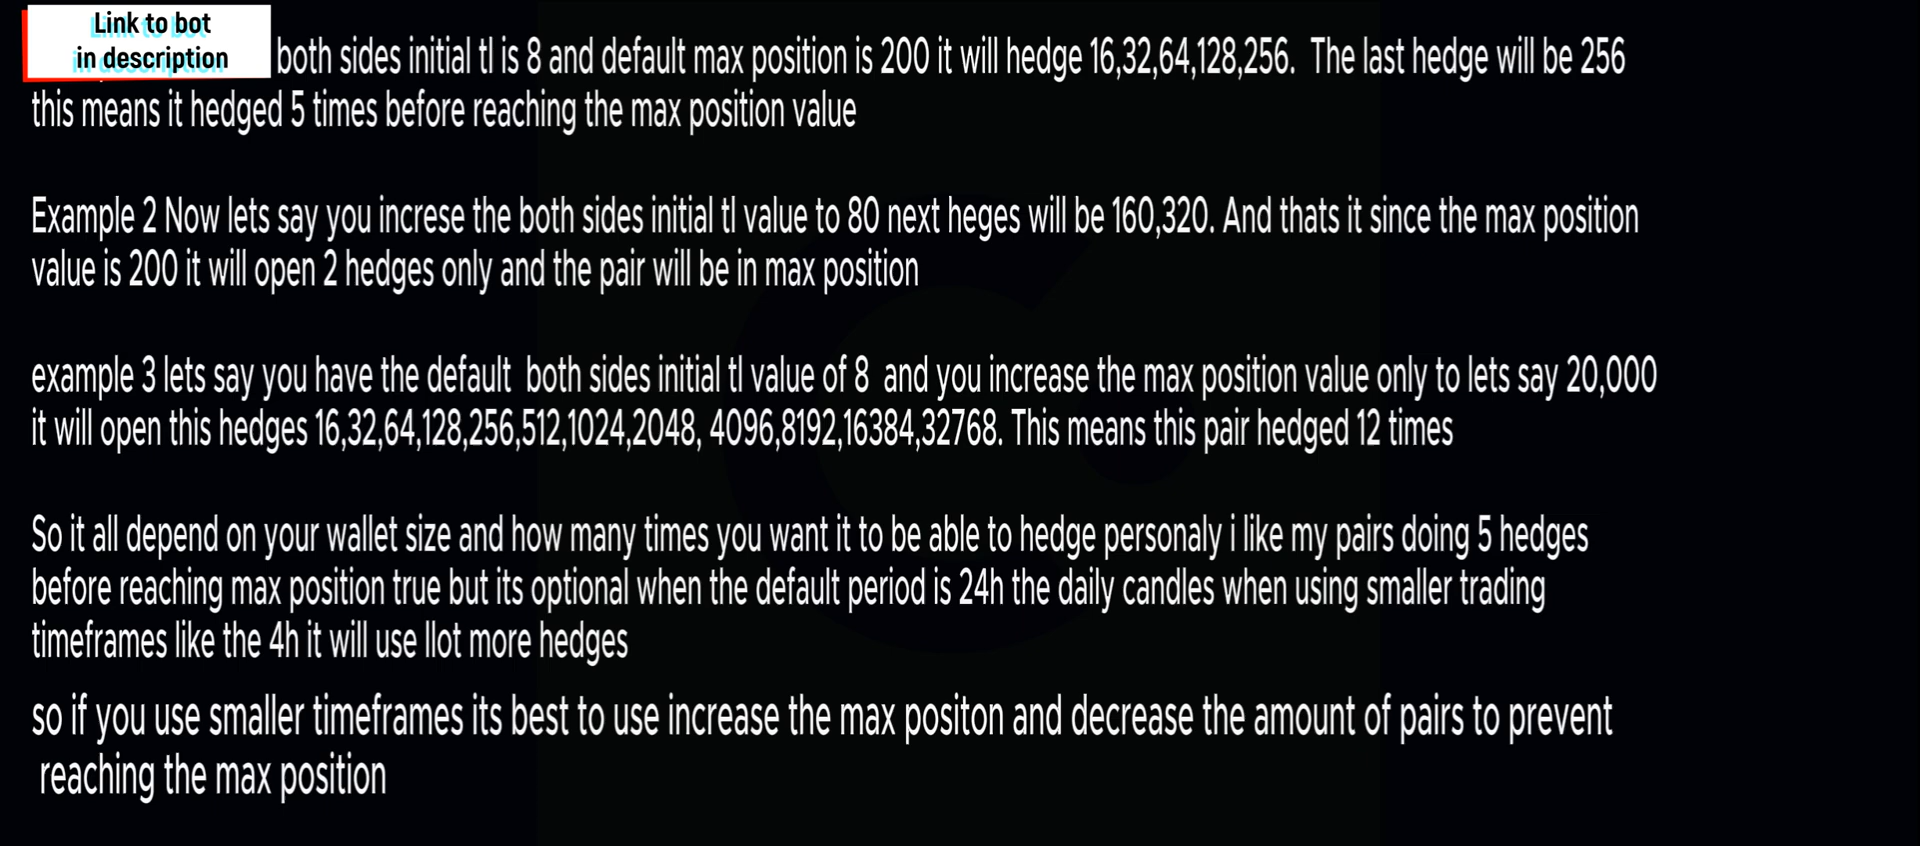 Link to bot
in description
both sides initial tl is 8 and default max position is 200 it will hedge 16,32,64,128,256.  The last hedge will be 256
this means it hedged 5 times before reaching the max position value
Example 2 Now lets say you increse the both sides initial tl value to 80 next heges will be 160,320. And thats it since the max position
value is 200 it will open 2 hedges only and the pair will be in max position
example 3 lets say you have the default  both sides initial tl value of 8  and you increase the max position value only to lets say 20,000
it will open this hedges 16,32,64,128,256,512,1024,2048, 4096,8192,16384,32768. This means this pair hedged 12 times
So it all depend on your wallet size and how many times you want it to be able to hedge personaly i like my pairs doing 5 hedges
before reaching max position true but its optional when the default period is 24h the daily candles when using smaller trading
timeframes like the 4h it will use llot more hedges
so if you use smaller timeframes its best to use increase the max positon and decrease the amount of pairs to prevent
reaching the max position